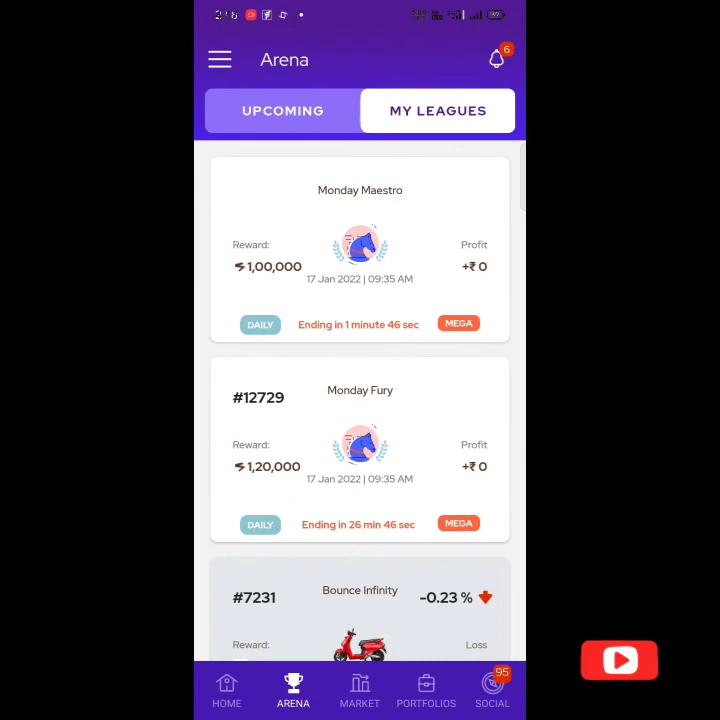 Arena
6
UPCOMING
MY LEAGUES
Monday Maestro
Reward:
Profit
1,00,000
+₹ 0
17 Jan 2022 | 09:35 AM
DAILY
Ending in 1 minute 46 sec
MEGA
#12729
Monday Fury
Reward:
Profit
1,20,000
+₹ 0
17 Jan 2022 | 09:35 AM
DAILY
Ending in 26 min 46 sec
MEGA
#7231
Bounce Infinity
-0.23 %
Reward:
Loss
95
HOME
ARENA
MARKET
PORTFOLIOS
SOCIAL